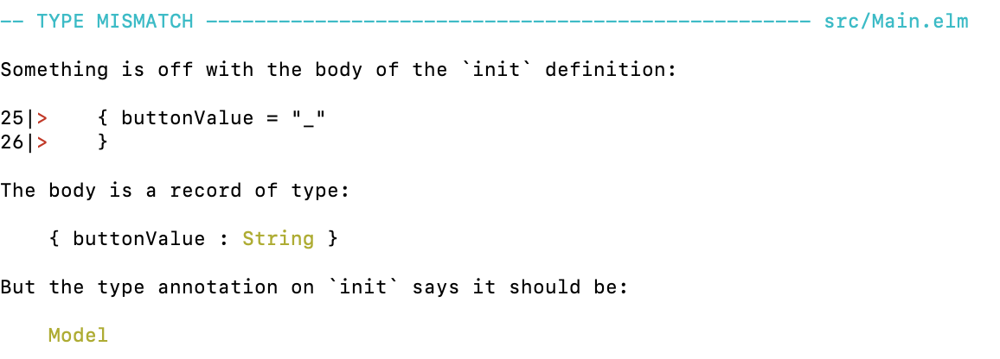 -- TYPE MISMATCH -------------------------------------------------- src/Main.elm
Something is off with the body of the `init` definition:
25|>    { buttonValue = "_"
26|>    }
The body is a record of type:
    { buttonValue : String }
But the type annotation on `init` says it should be:
    Model